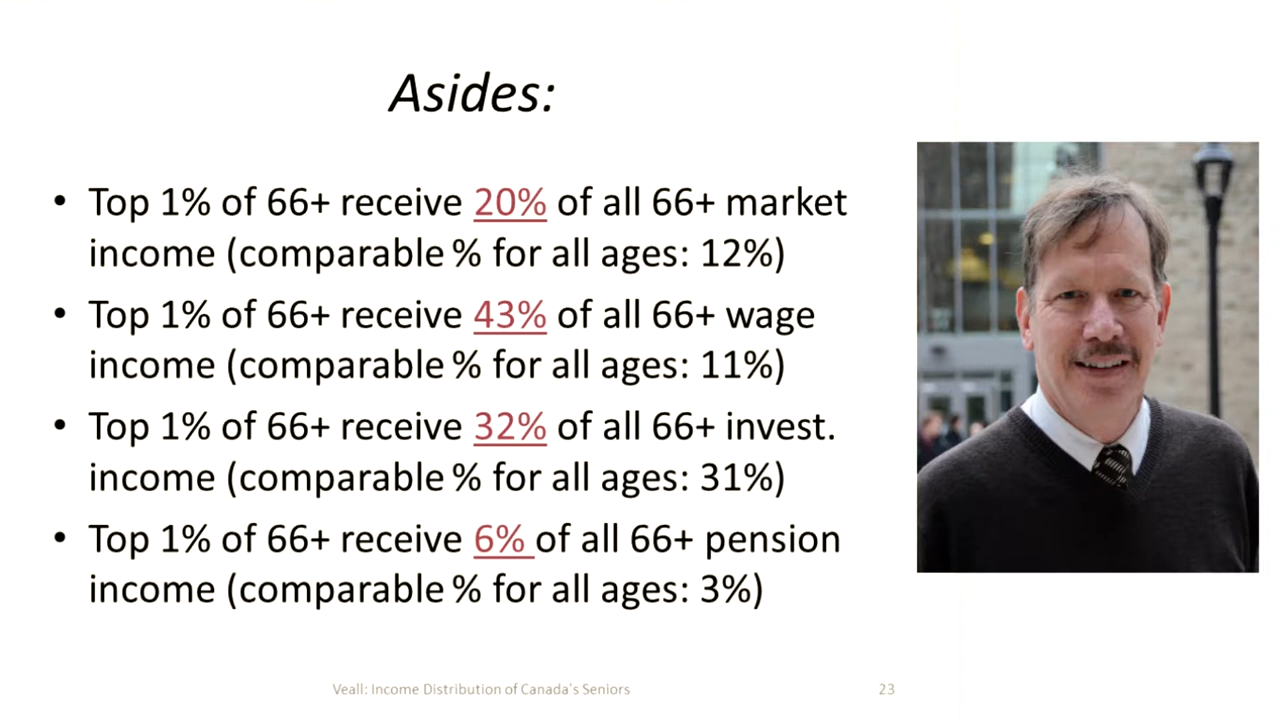 Asides:
• Top 1% of 66+ receive 20% of all 66+ market
income (comparable % for all ages: 12%)
• Top 1% of 66+ receive 43% of all 66+ wage
income (comparable % for all ages: 11%)
• Top 1% of 66+ receive 32% of all 66+ invest.
income (comparable % for all ages: 31%)
• Top 1% of 66+ receive 6% of all 66+ pension
income (comparable % for all ages: 3%)
Veall: Income Distribution of Canada's Seniors
23